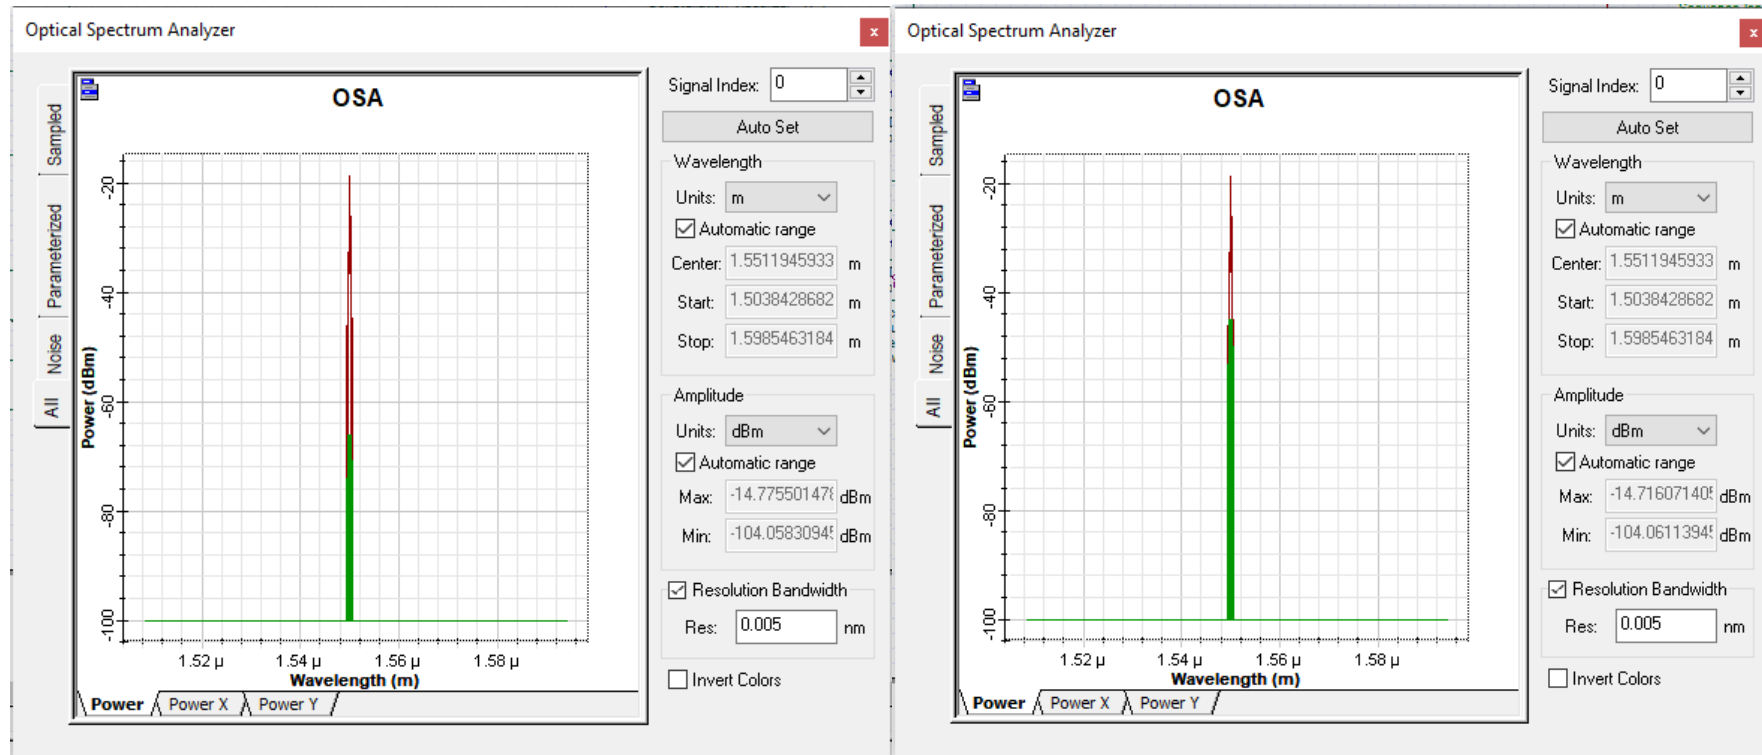 Optical Spectrum Analyzer
x
OSA
Sampled
Parameterized
Noise
All
Power (dBm)
-20
-40
-60
-80
-100
1.52 µ
1.54 µ
1.56 µ
1.58 µ
Wavelength (m)
Power
Power X
Power Y
Signal Index: 0
Auto Set
Wavelength
Units: m
Automatic range
Center: 1.5511945933 m
Start: 1.5038428682 m
Stop: 1.5985463184 m
Amplitude
Units: dBm
Automatic range
Max: -14.77550147 dBm
Min: -104.0583094 dBm
Resolution Bandwidth
Res: 0.005 nm
Invert Colors
Optical Spectrum Analyzer
x
OSA
Sampled
Parameterized
Noise
All
Power (dBm)
-20
-40
-60
-80
-100
1.52 µ
1.54 µ
1.56 µ
1.58 µ
Wavelength (m)
Power
Power X
Power Y
Signal Index: 0
Auto Set
Wavelength
Units: m
Automatic range
Center: 1.5511945933 m
Start: 1.5038428682 m
Stop: 1.5985463184 m
Amplitude
Units: dBm
Automatic range
Max: -14.71607140 dBm
Min: -104.0611394 dBm
Resolution Bandwidth
Res: 0.005 nm
Invert Colors